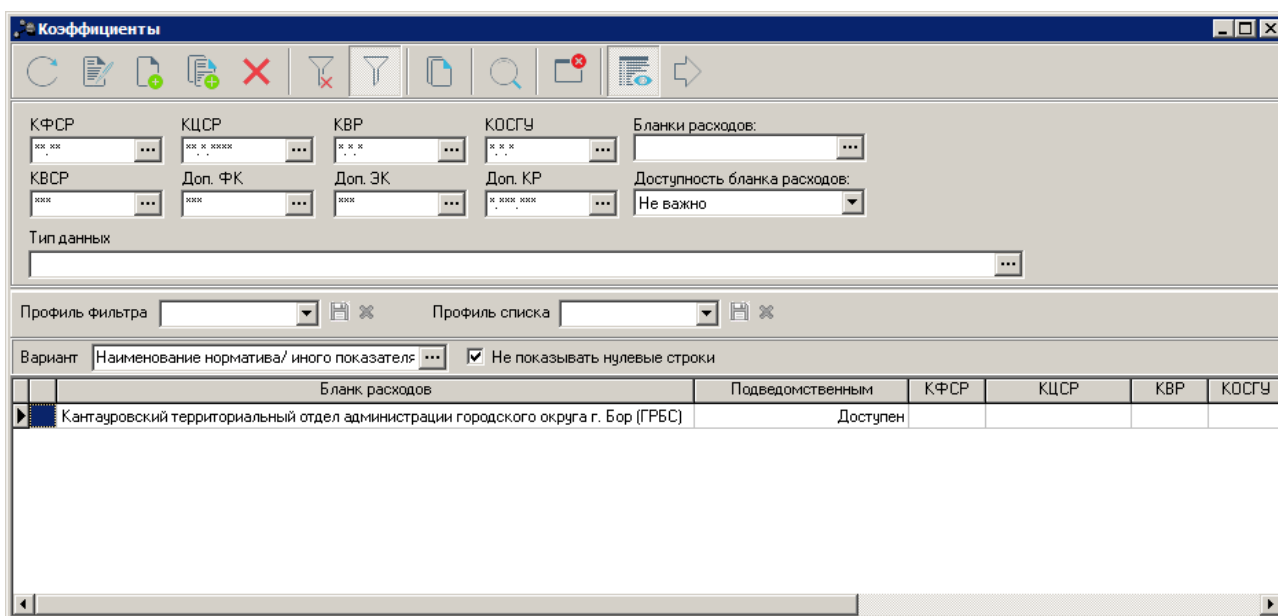 Коэффициенты
КФСР КЦСР КВР КОСГУ Бланки расходов:
**.** **.*.**** *.*.* *.*.*
КВСР Доп. ФК Доп. ЭК Доп. КР Доступность бланка расходов:
*** *** *** *.***.*** Не важно
Тип данных
Профиль фильтра Профиль списка
Вариант Наименование норматива/ иного показателя Не показывать нулевые строки
Бланк расходов Подведомственным КФСР КЦСР КВР КОСГУ
Кантауровский территориальный отдел администрации городского округа г. Бор (ГРБС) Доступен